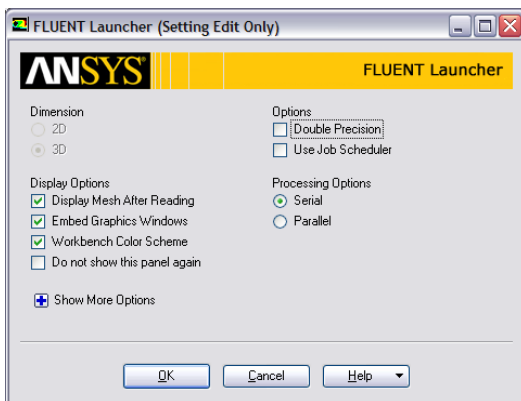 FLUENT Launcher (Setting Edit Only)
ANSYS
FLUENT Launcher
Dimension
2D
3D
Options
Double Precision
Use Job Scheduler
Display Options
Display Mesh After Reading
Embed Graphics Windows
Workbench Color Scheme
Do not show this panel again
Processing Options
Serial
Parallel
Show More Options
OK
Cancel
Help